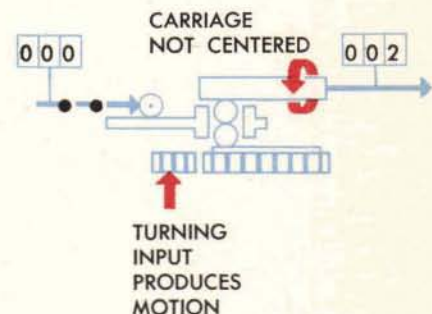 CARRIAGE
NOT CENTERED
000
002
TURNING
INPUT
PRODUCES
MOTION